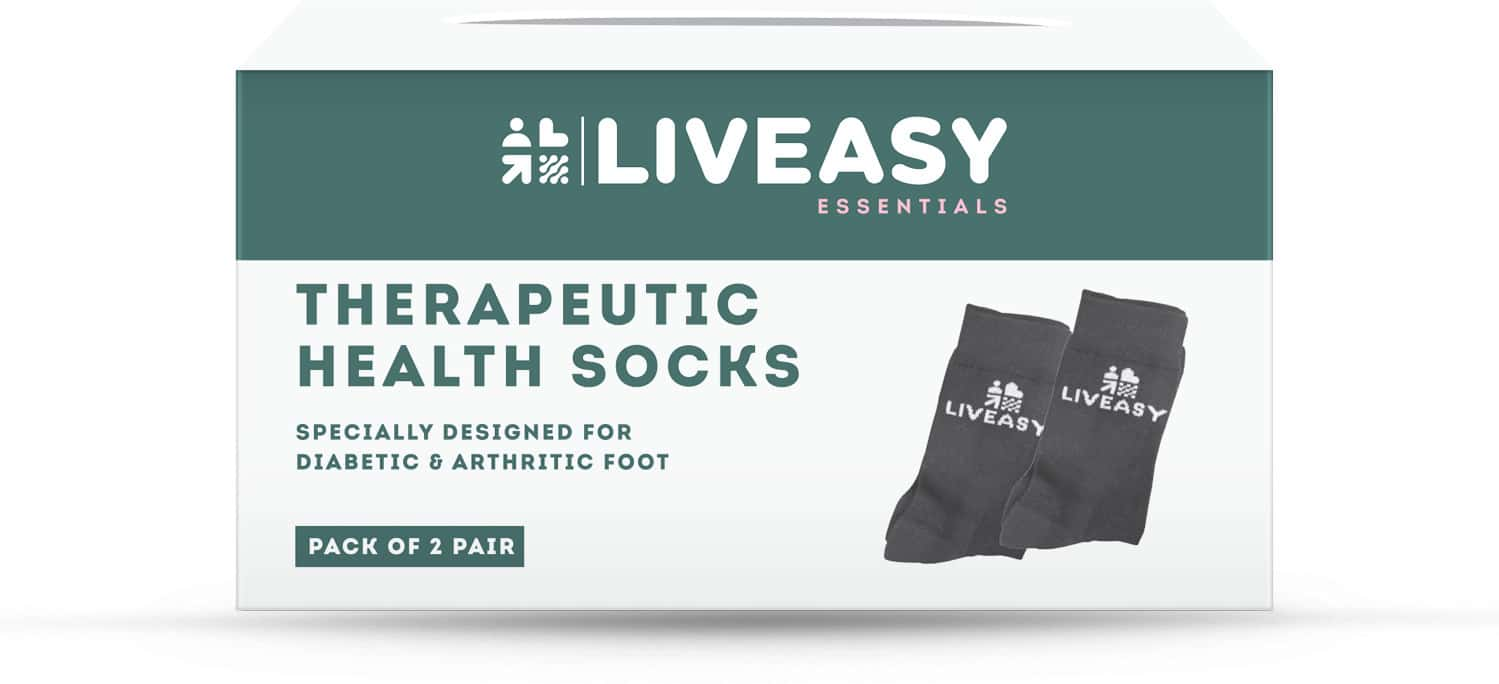 LIVEASY
ESSENTIALS
THERAPEUTIC
HEALTH SOCKS
SPECIALLY DESIGNED FOR
DIABETIC & ARTHRITIC FOOT
PACK OF 2 PAIR
LIVEASY
LIVEASY